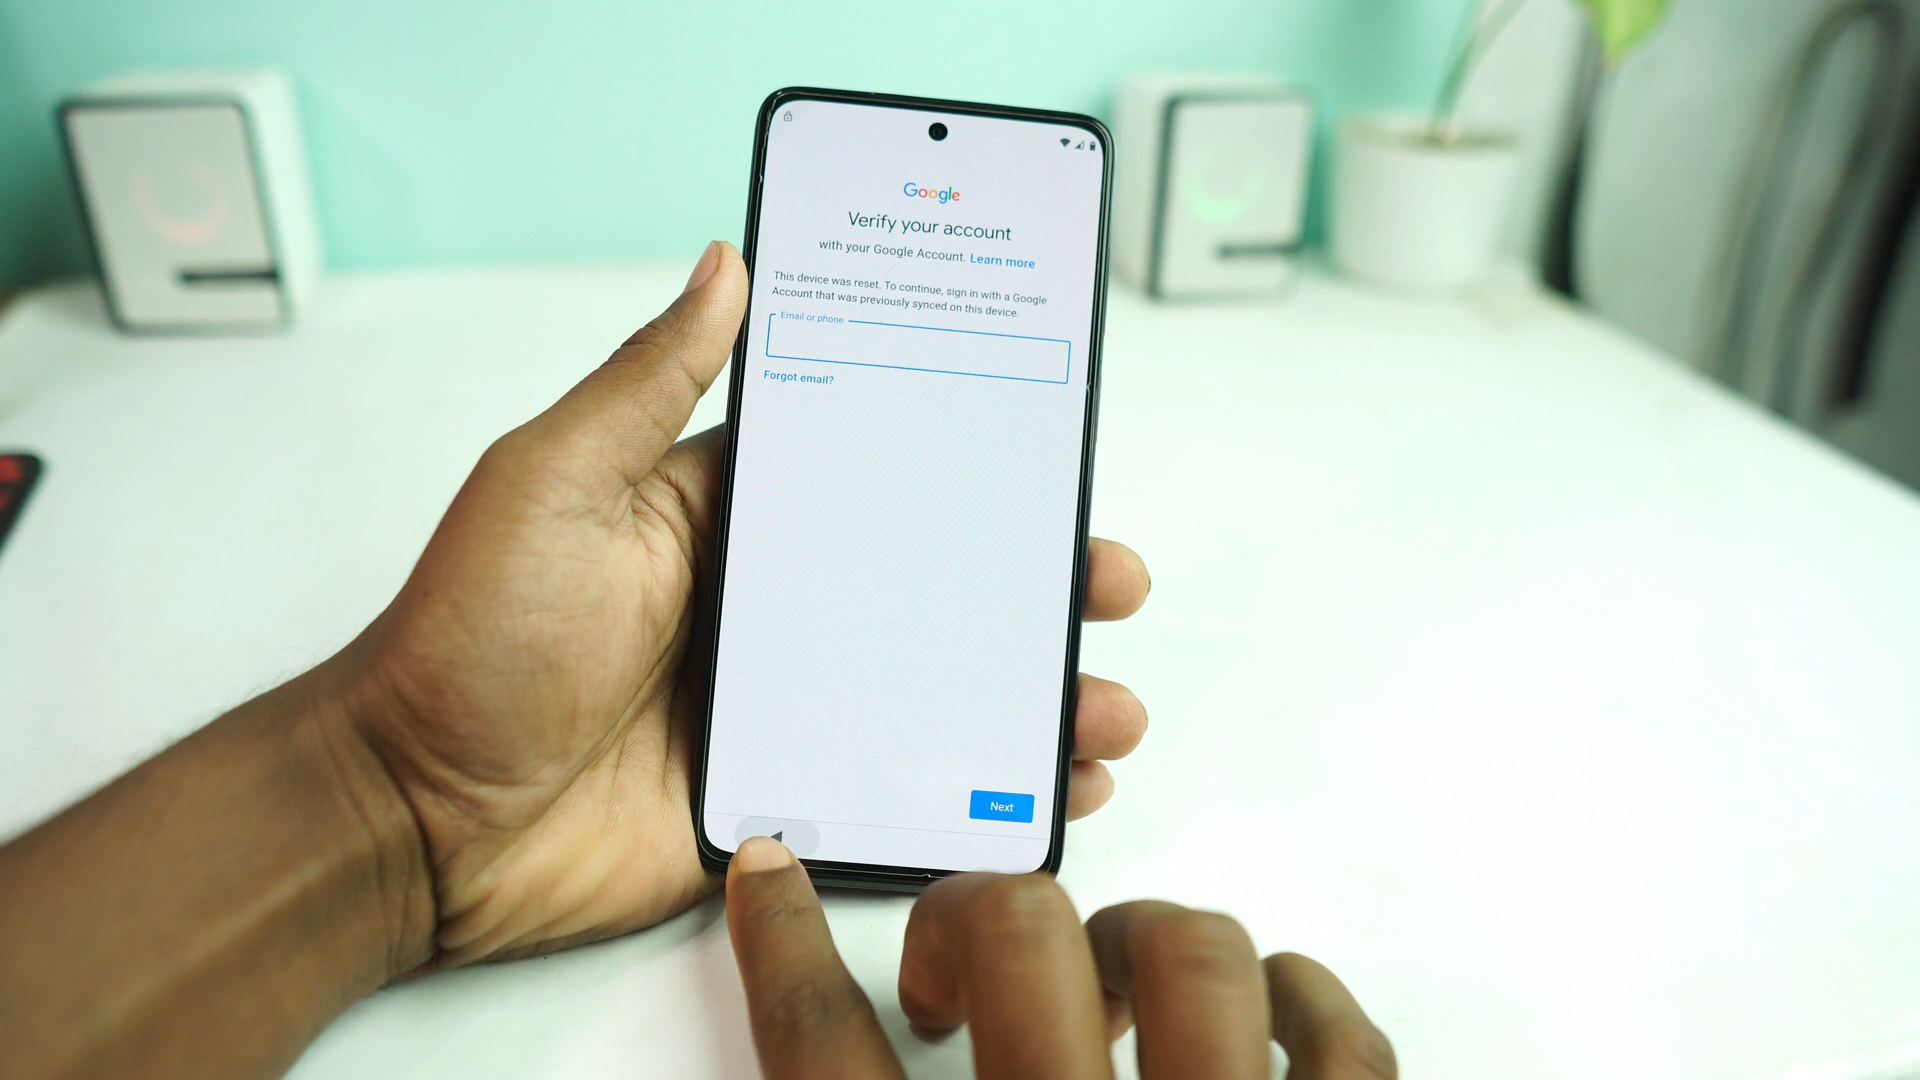 Google
Verify your account
with your Google Account. Learn more
This device was reset. To continue, sign in with a Google
Account that was previously synced on this device.
Email or phone
Forgot email?
Next